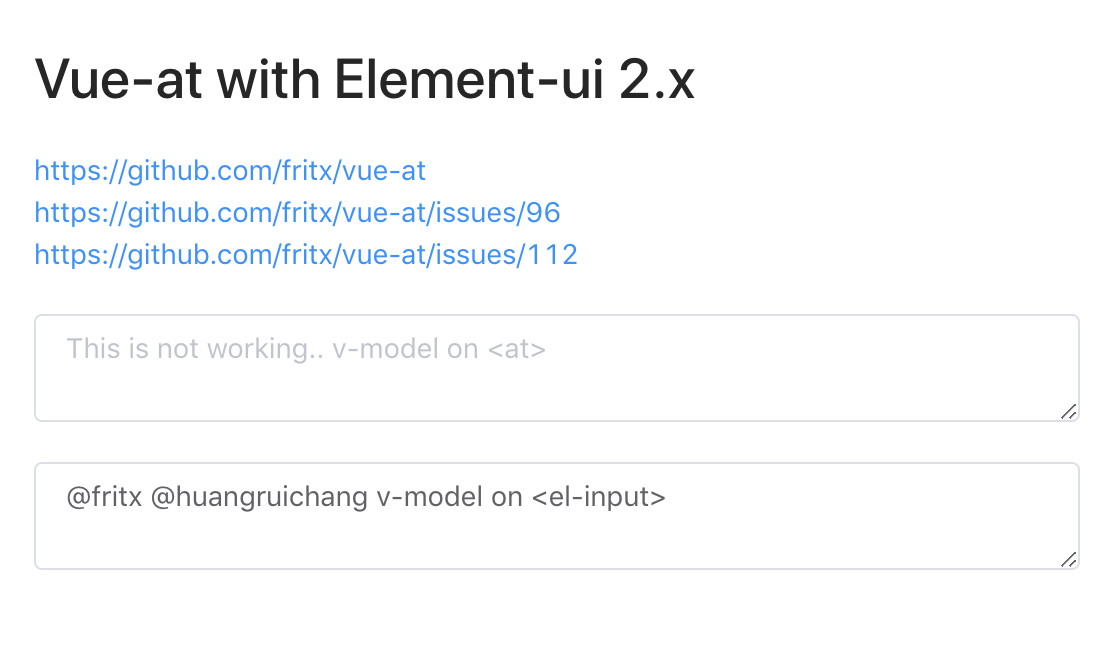 Vue-at with Element-ui 2.x
https://github.com/fritx/vue-at
https://github.com/fritx/vue-at/issues/96
https://github.com/fritx/vue-at/issues/112
This is not working.. v-model on <at>
@fritx @huangruichang v-model on <el-input>